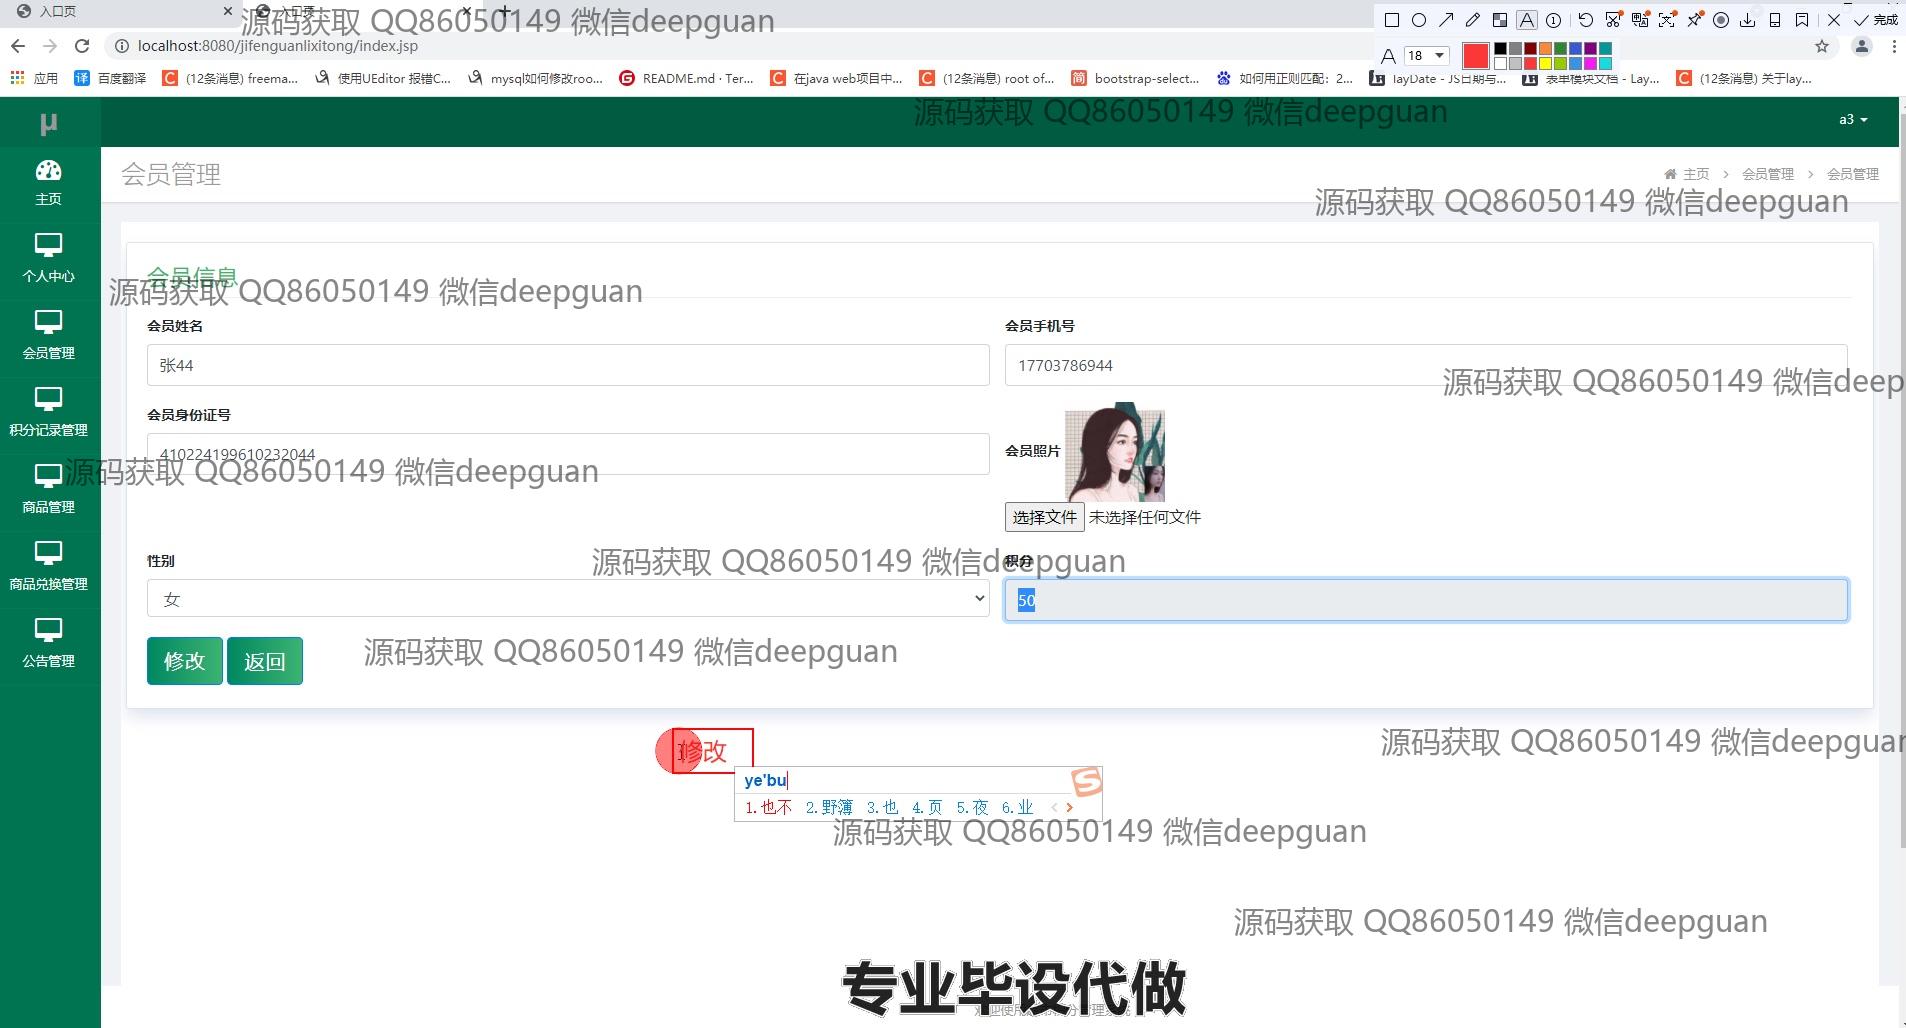 入口页
入口页
源码获取 QQ86050149 微信deepguan
完成
localhost:8080/jifenguanlixitong/index.jsp
A 18
应用
百度翻译
(12条消息) freema...
使用UEditor 报错C...
mysql如何修改roo...
README.md · Ter...
在java web项目中...
(12条消息) root of...
bootstrap-select...
如何用正则匹配：2...
layDate - JS日期与...
表单模块文档 - Lay...
(12条消息) 关于lay...
μ
源码获取 QQ86050149 微信deepguan
a3
会员管理
主页 > 会员管理 > 会员管理
源码获取 QQ86050149 微信deepguan
主页
个人中心
会员管理
积分记录管理
商品管理
商品兑换管理
公告管理
会员信息
源码获取 QQ86050149 微信deepguan
会员姓名
会员手机号
张44
17703786944
源码获取 QQ86050149 微信deep
会员身份证号
410224199610232044
会员照片
源码获取 QQ86050149 微信deepguan
选择文件 未选择任何文件
性别
积分
源码获取 QQ86050149 微信deepguan
女
50
修改 返回
源码获取 QQ86050149 微信deepguan
修改
源码获取 QQ86050149 微信deepguan
ye'bu
1.也不 2.野簿 3.也 4.页 5.夜 6.业
源码获取 QQ86050149 微信deepguan
源码获取 QQ86050149 微信deepguan
专业毕设代做